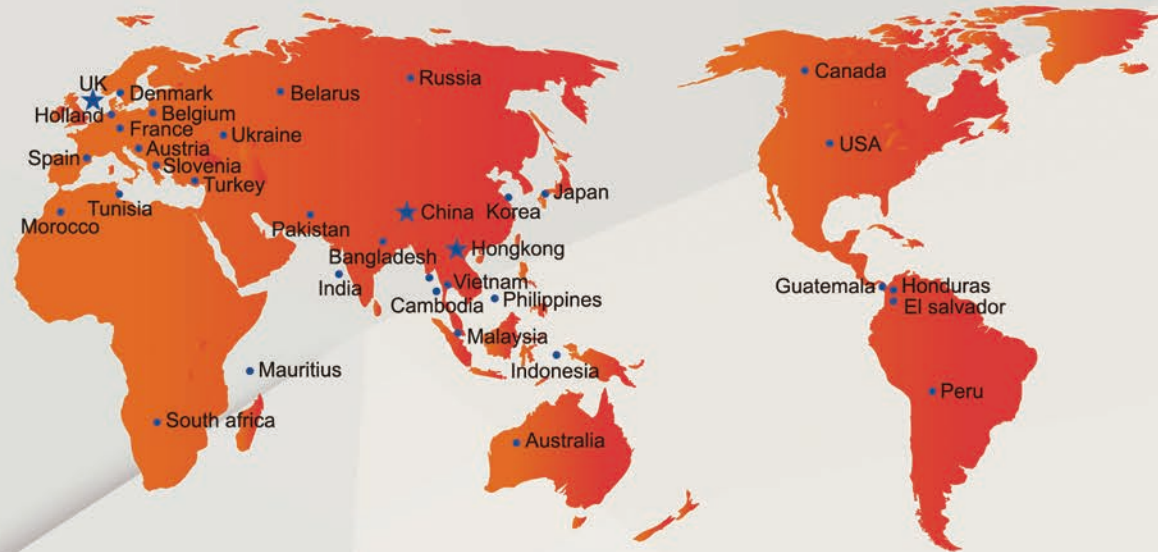 UK
Denmark
Holland
Belgium
France
Austria
Spain
Slovenia
Turkey
Tunisia
Morocco
Belarus
Ukraine
Russia
China
Korea
Japan
Pakistan
Bangladesh
Hongkong
India
Vietnam
Cambodia
Philippines
Malaysia
Indonesia
Mauritius
South africa
Australia
Canada
USA
Guatemala
Honduras
El salvador
Peru